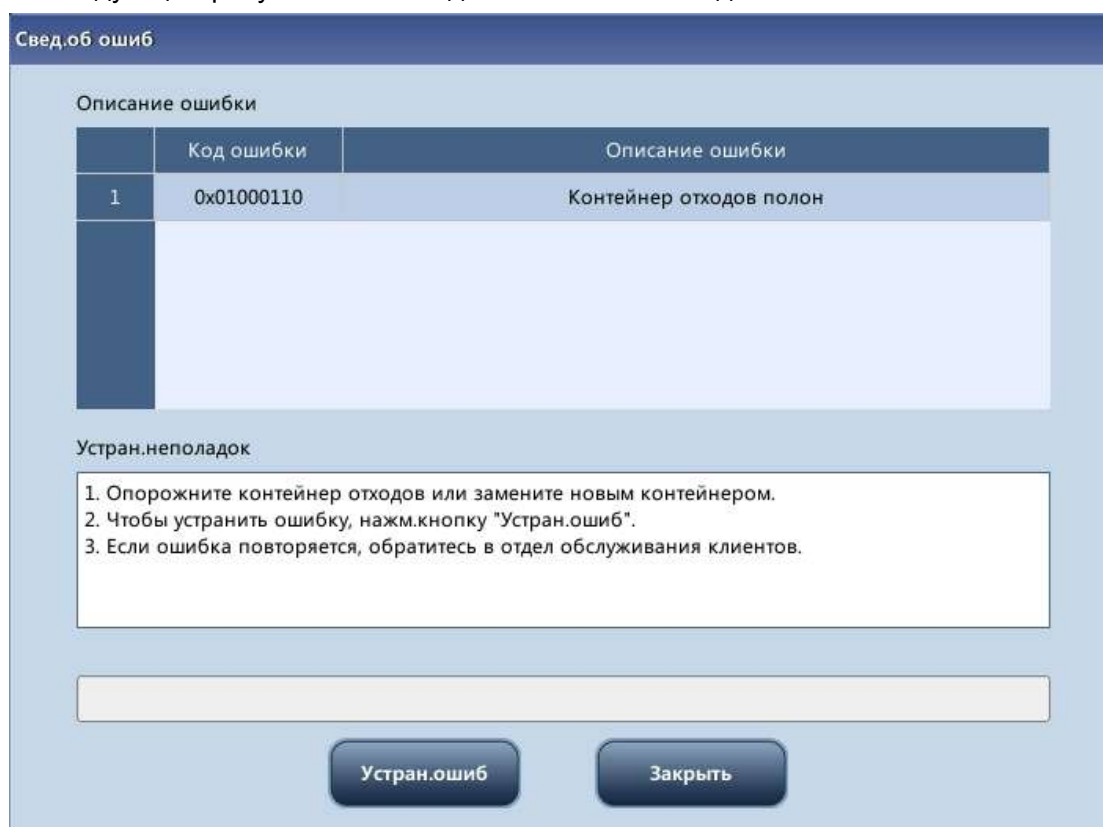 Свед.об ошиб
Описание ошибки
Код ошибки Описание ошибки
1 0x01000110 Контейнер отходов полон
Устран.неполадок
1. Опорожните контейнер отходов или замените новым контейнером.
2. Чтобы устранить ошибку, нажм.кнопку "Устран.ошиб".
3. Если ошибка повторяется, обратитесь в отдел обслуживания клиентов.
Устран.ошиб Закрыть